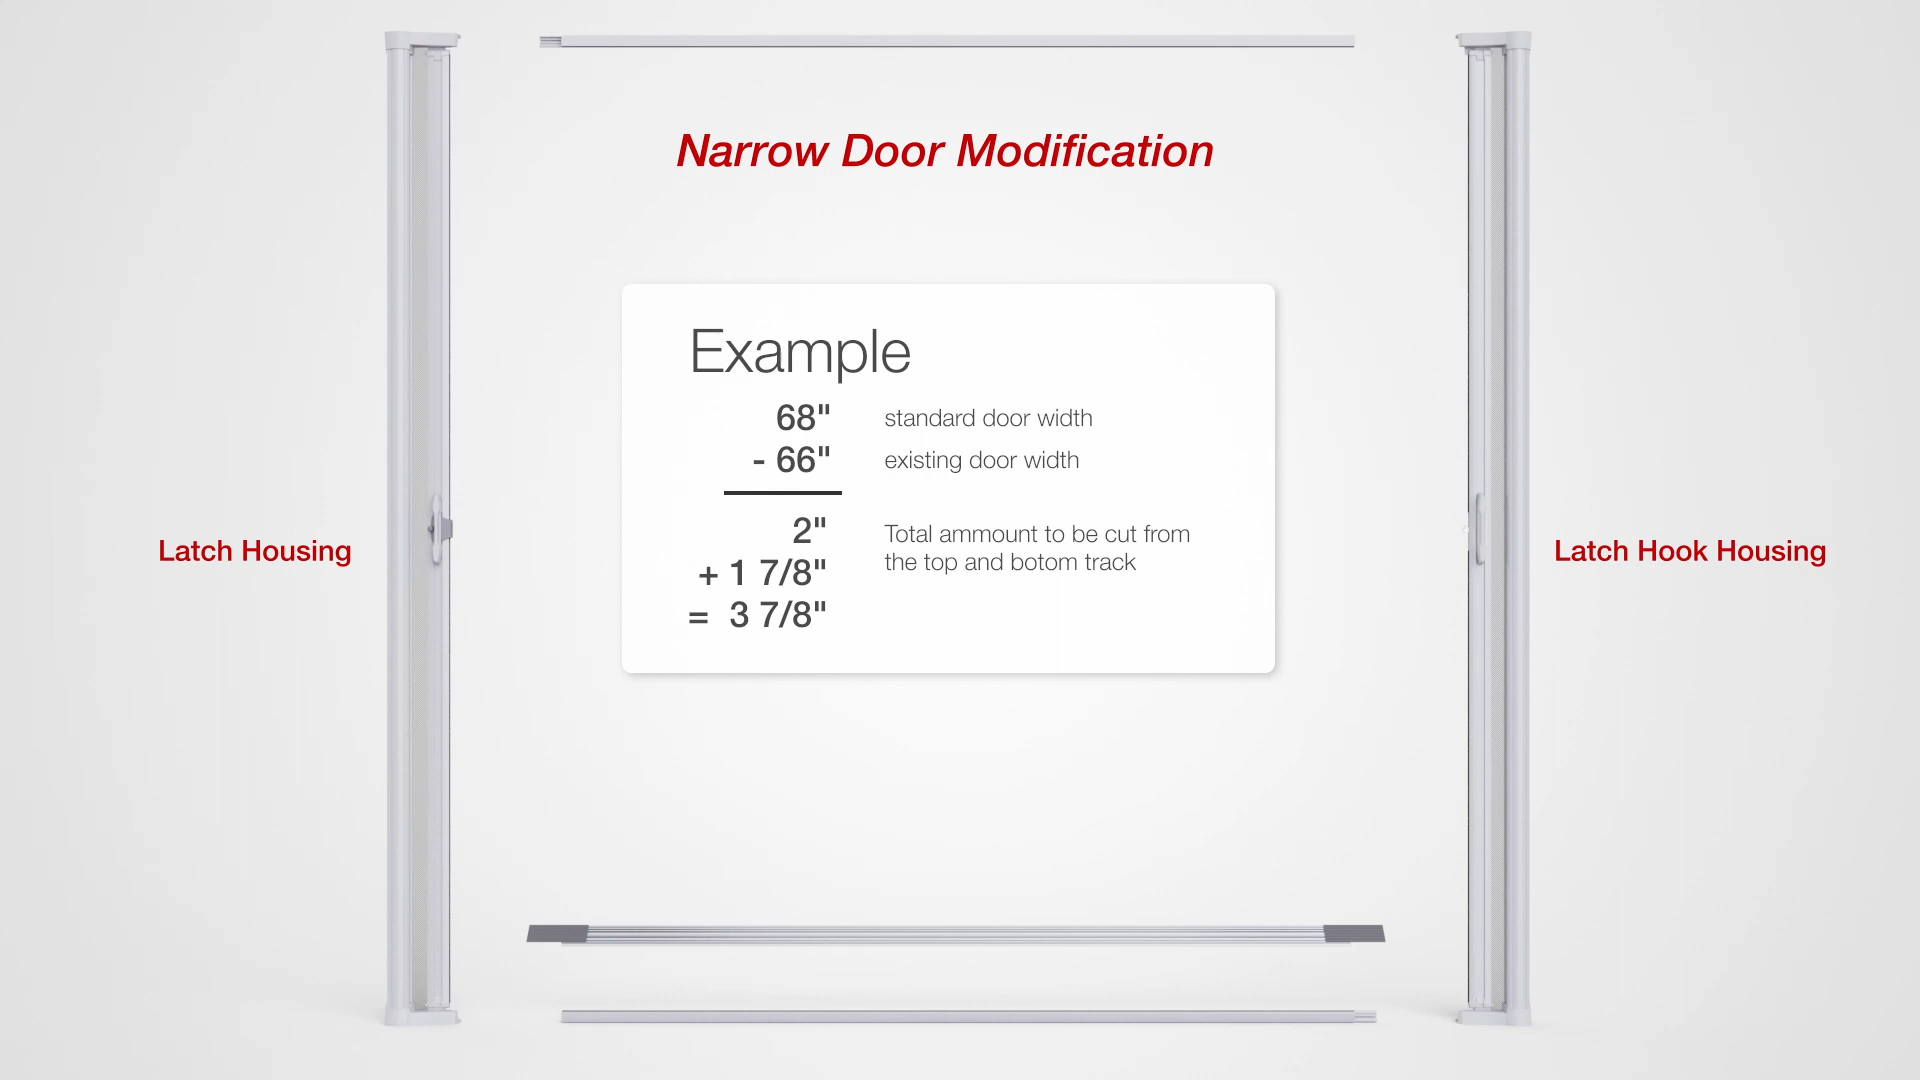 Narrow Door Modification
Example
68" standard door width
- 66" existing door width
2" Total ammount to be cut from
the top and botom track
+ 1 7/8"
= 3 7/8"
Latch Housing
Latch Hook Housing